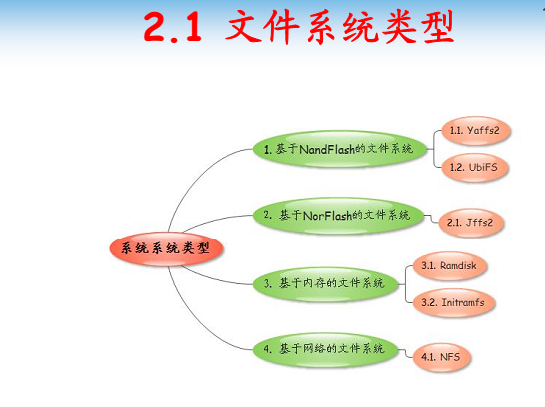 2.1 文件系统类型
系统系统类型
1. 基于NandFlash的文件系统
1.1. Yaffs2
1.2. UbiFS
2. 基于NorFlash的文件系统
2.1. Jffs2
3. 基于内存的文件系统
3.1. Ramdisk
3.2. Initramfs
4. 基于网络的文件系统
4.1. NFS